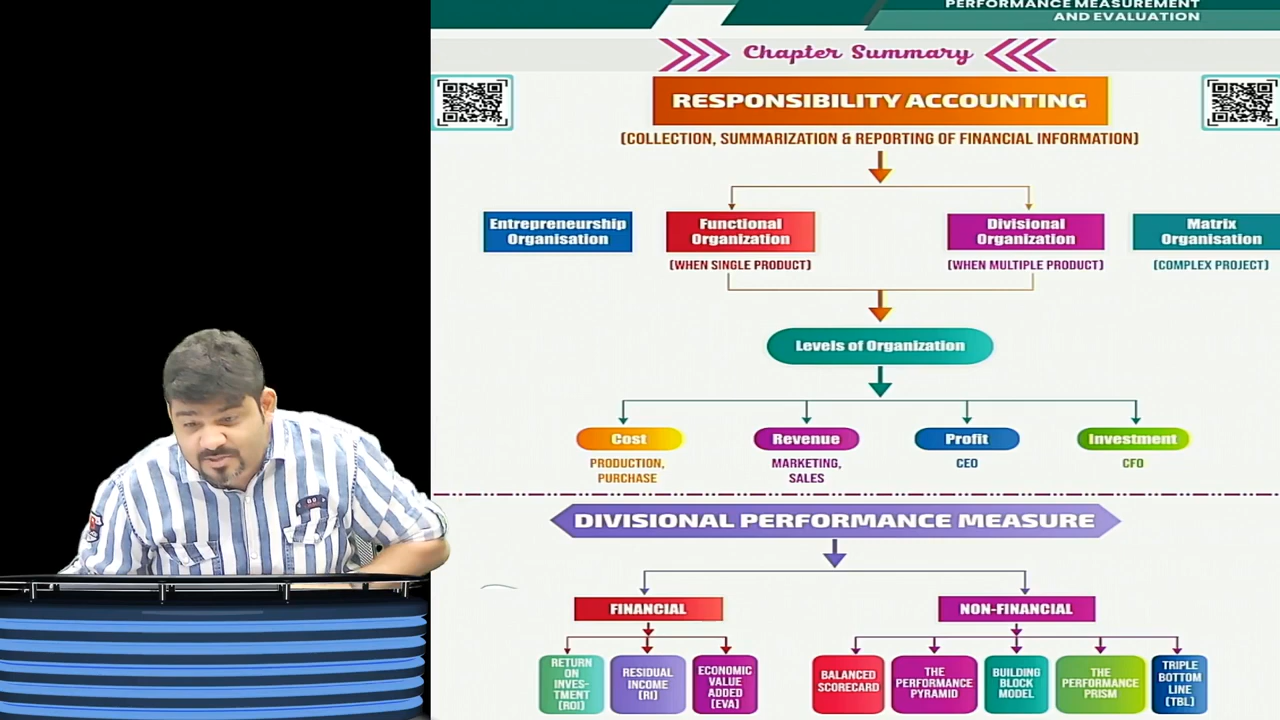 PERFORMANCE MEASUREMENT
AND EVALUATION
Chapter Summary
RESPONSIBILITY ACCOUNTING
(COLLECTION, SUMMARIZATION & REPORTING OF FINANCIAL INFORMATION)
Entrepreneurship
Organisation
Functional
Organization
(WHEN SINGLE PRODUCT)
Divisional
Organization
(WHEN MULTIPLE PRODUCT)
Matrix
Organisation
(COMPLEX PROJECT)
Levels of Organization
Cost
PRODUCTION,
PURCHASE
Revenue
MARKETING,
SALES
Profit
CEO
Investment
CFO
DIVISIONAL PERFORMANCE MEASURE
FINANCIAL
NON-FINANCIAL
RETURN
ON
INVES-
TMENT
(ROI)
RESIDUAL
INCOME
(RI)
ECONOMIC
VALUE
ADDED
(EVA)
BALANCED
SCORECARD
THE
PERFORMANCE
PYRAMID
BUILDING
BLOCK
MODEL
THE
PERFORMANCE
PRISM
TRIPLE
BOTTOM
LINE
(TBL)